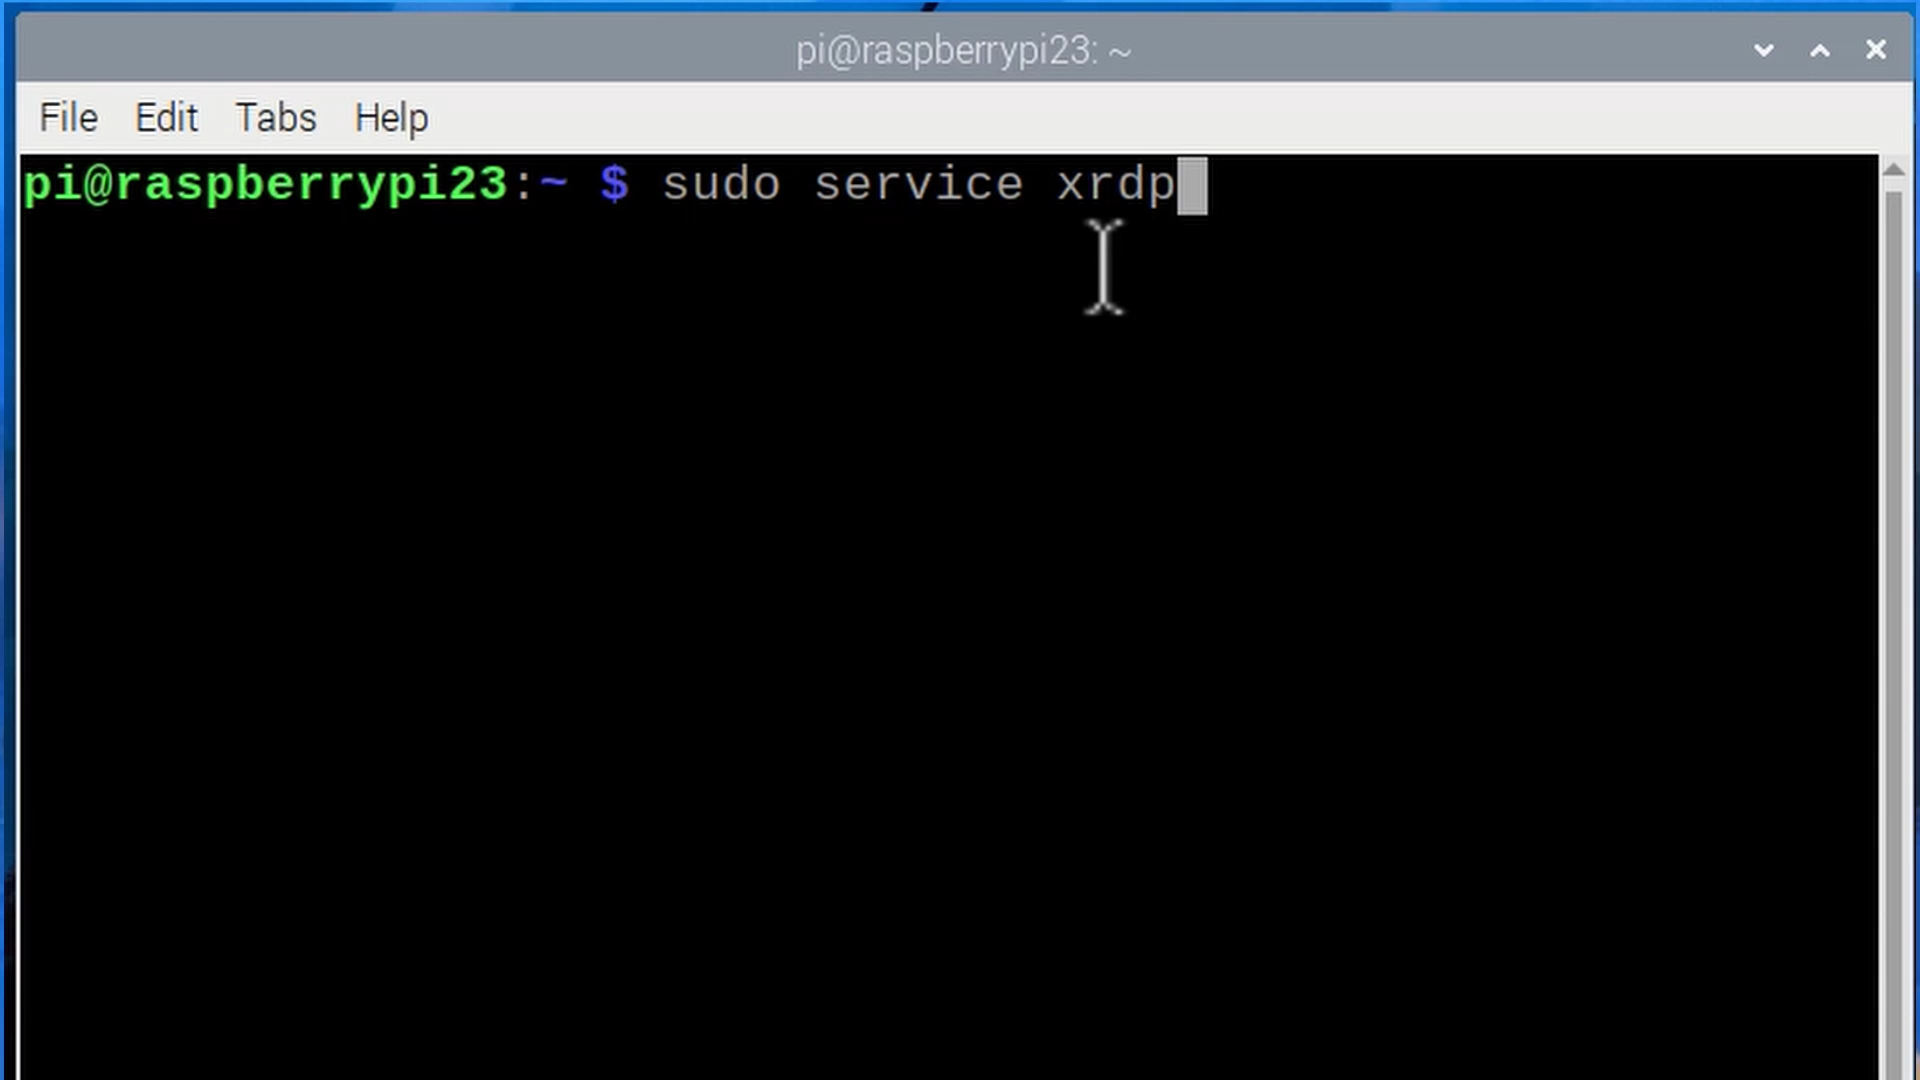 pi@raspberrypi23: ~
File Edit Tabs Help
pi@raspberrypi23:~ $ sudo service xrdp